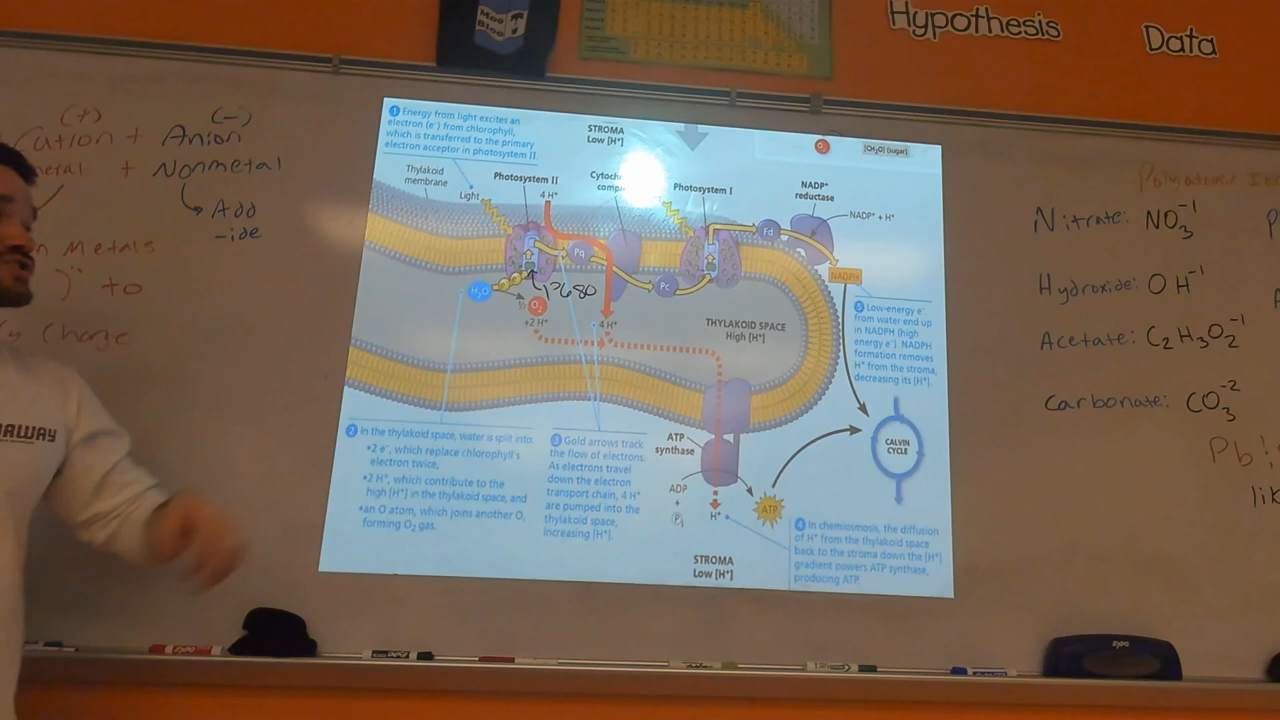 Moo
Bloo
Hypothesis
Data
(+)
(-)
Cation + Anion
+ Nonmetal
Add
-ide
Metals
to
Charge
1 Energy from light excites an
electron (e⁻) from chlorophyll,
which is transferred to the primary
electron acceptor in photosystem II.
STROMA
Low [H⁺]
O₂
[CH₂O] (sugar)
Thylakoid
membrane
Light
Photosystem II
4 H⁺
Photosystem I
NADP⁺
reductase
NADP⁺ + H⁺
Fd
Pq
Pc
NADPH
H₂O
½
O₂
+2 H⁺
P680
4 H⁺
THYLAKOID SPACE
High [H⁺]
5 Low-energy e⁻
from water end up
in NADPH (high
energy e⁻). NADPH
formation removes
H⁺ from the stroma,
decreasing its [H⁺].
2 In the thylakoid space, water is split into:
•2 e⁻, which replace chlorophyll's
electron twice,
•2 H⁺, which contribute to the
high [H⁺] in the thylakoid space, and
•an O atom, which joins another O,
forming O₂ gas.
3 Gold arrows track
the flow of electrons.
As electrons travel
down the electron
transport chain, 4 H⁺
are pumped into the
thylakoid space,
increasing [H⁺].
ATP
synthase
ADP
+
Pᵢ
H⁺
ATP
CALVIN
CYCLE
4 In chemiosmosis, the diffusion
of H⁺ from the thylakoid space
back to the stroma down the [H⁺]
gradient powers ATP synthase,
producing ATP.
STROMA
Low [H⁺]
Polyatomic
Nitrate: NO₃⁻¹
Hydroxide: OH⁻¹
Acetate: C₂H₃O₂⁻¹
Carbonate: CO₃⁻²
Pb
EXPO